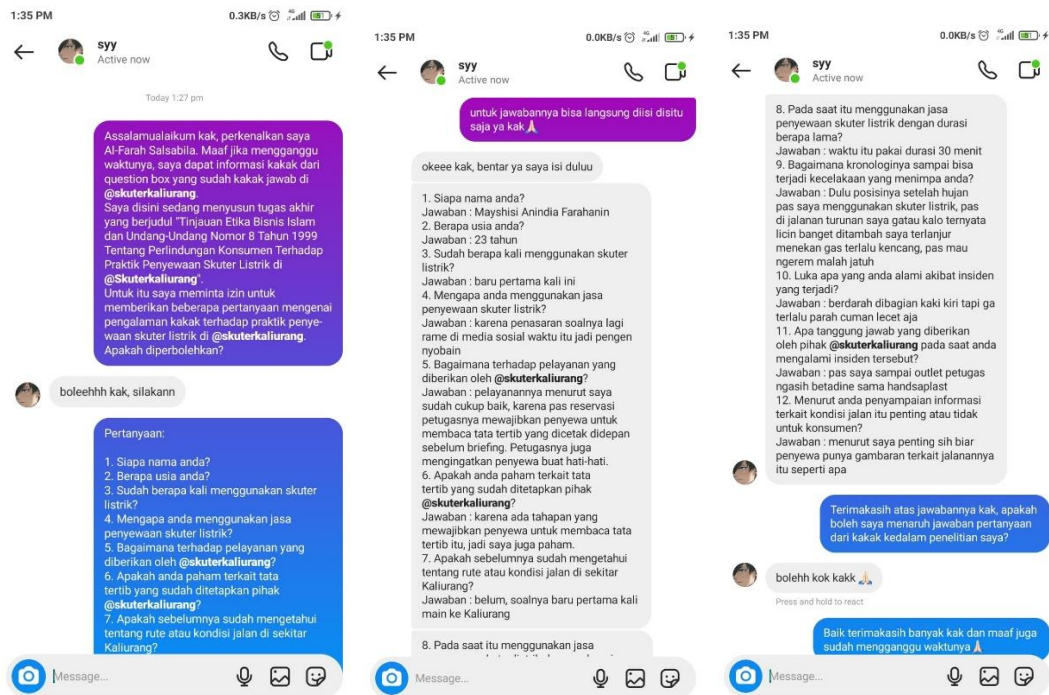 1:35 PM
0.3KB/s
4G
51
syy
Active now
Today 1:27 pm
Assalamualaikum kak, perkenalkan saya
Al-Farah Salsabila. Maaf jika mengganggu
waktunya, saya dapat informasi kakak dari
question box yang sudah kakak jawab di
@skuterkaliurang.
Saya disini sedang menyusun tugas akhir
yang berjudul "Tinjauan Etika Bisnis Islam
dan Undang-Undang Nomor 8 Tahun 1999
Tentang Perlindungan Konsumen Terhadap
Praktik Penyewaan Skuter Listrik di
@Skuterkaliurang".
Untuk itu saya meminta izin untuk
memberikan beberapa pertanyaan mengenai
pengalaman kakak terhadap praktik penye-
waan skuter listrik di @skuterkaliurang.
Apakah diperbolehkan?
boleehhh kak, silakann
Pertanyaan:
1. Siapa nama anda?
2. Berapa usia anda?
3. Sudah berapa kali menggunakan skuter
listrik?
4. Mengapa anda menggunakan jasa
penyewaan skuter listrik?
5. Bagaimana terhadap pelayanan yang
diberikan oleh @skuterkaliurang?
6. Apakah anda paham terkait tata
tertib yang sudah ditetapkan pihak
@skuterkaliurang?
7. Apakah sebelumnya sudah mengetahui
tentang rute atau kondisi jalan di sekitar
Kaliurang?
Message...
1:35 PM
0.0KB/s
4G
51
syy
Active now
untuk jawabannya bisa langsung diisi disitu
saja ya kak🙏
okeee kak, bentar ya saya isi duluu
1. Siapa nama anda?
Jawaban : Mayshisi Anindia Farahanin
2. Berapa usia anda?
Jawaban : 23 tahun
3. Sudah berapa kali menggunakan skuter
listrik?
Jawaban : baru pertama kali ini
4. Mengapa anda menggunakan jasa
penyewaan skuter listrik?
Jawaban : karena penasaran soalnya lagi
rame di media sosial waktu itu jadi pengen
nyobain
5. Bagaimana terhadap pelayanan yang
diberikan oleh @skuterkaliurang?
Jawaban : pelayanannya menurut saya
sudah cukup baik, karena pas reservasi
petugasnya mewajibkan penyewa untuk
membaca tata tertib yang dicetak didepan
sebelum briefing. Petugasnya juga
mengingatkan penyewa buat hati-hati.
6. Apakah anda paham terkait tata
tertib yang sudah ditetapkan pihak
@skuterkaliurang?
Jawaban : karena ada tahapan yang
mewajibkan penyewa untuk membaca tata
tertib itu, jadi saya juga paham.
7. Apakah sebelumnya sudah mengetahui
tentang rute atau kondisi jalan di sekitar
Kaliurang?
Jawaban : belum, soalnya baru pertama kali
main ke Kaliurang
8. Pada saat itu menggunakan jasa
Message...
1:35 PM
0.0KB/s
4G
51
syy
Active now
8. Pada saat itu menggunakan jasa
penyewaan skuter listrik dengan durasi
berapa lama?
Jawaban : waktu itu pakai durasi 30 menit
9. Bagaimana kronologinya sampai bisa
terjadi kecelakaan yang menimpa anda?
Jawaban : Dulu posisinya setelah hujan
pas saya menggunakan skuter listrik, pas
di jalanan turunan saya gatau kalo ternyata
licin banget ditambah saya terlanjur
menekan gas terlalu kencang, pas mau
ngerem malah jatuh
10. Luka apa yang anda alami akibat insiden
yang terjadi?
Jawaban : berdarah dibagian kaki kiri tapi ga
terlalu parah cuman lecet aja
11. Apa tanggung jawab yang diberikan
oleh pihak @skuterkaliurang pada saat anda
mengalami insiden tersebut?
Jawaban : pas saya sampai outlet petugas
ngasih betadine sama handsaplast
12. Menurut anda penyampaian informasi
terkait kondisi jalan itu penting atau tidak
untuk konsumen?
Jawaban : menurut saya penting sih biar
penyewa punya gambaran terkait jalanannya
itu seperti apa
Terimakasih atas jawabannya kak, apakah
boleh saya menaruh jawaban pertanyaan
dari kakak kedalam penelitian saya?
bolehh kok kakk🙏
Press and hold to react
Baik terimakasih banyak kak dan maaf juga
sudah mengganggu waktunya🙏
Message...